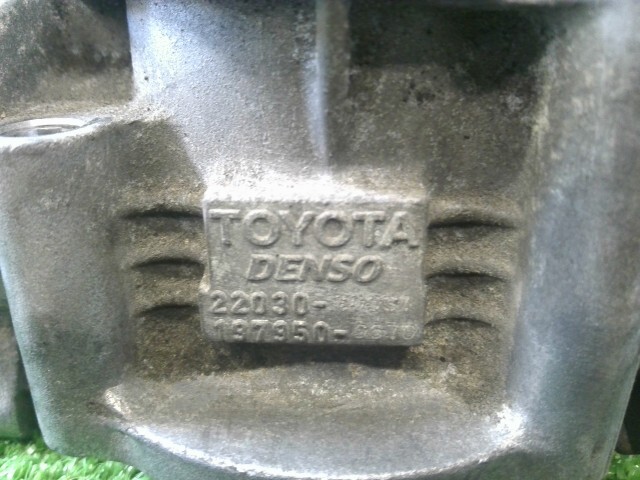 TOYOTA
DENSO
22030-
197950-